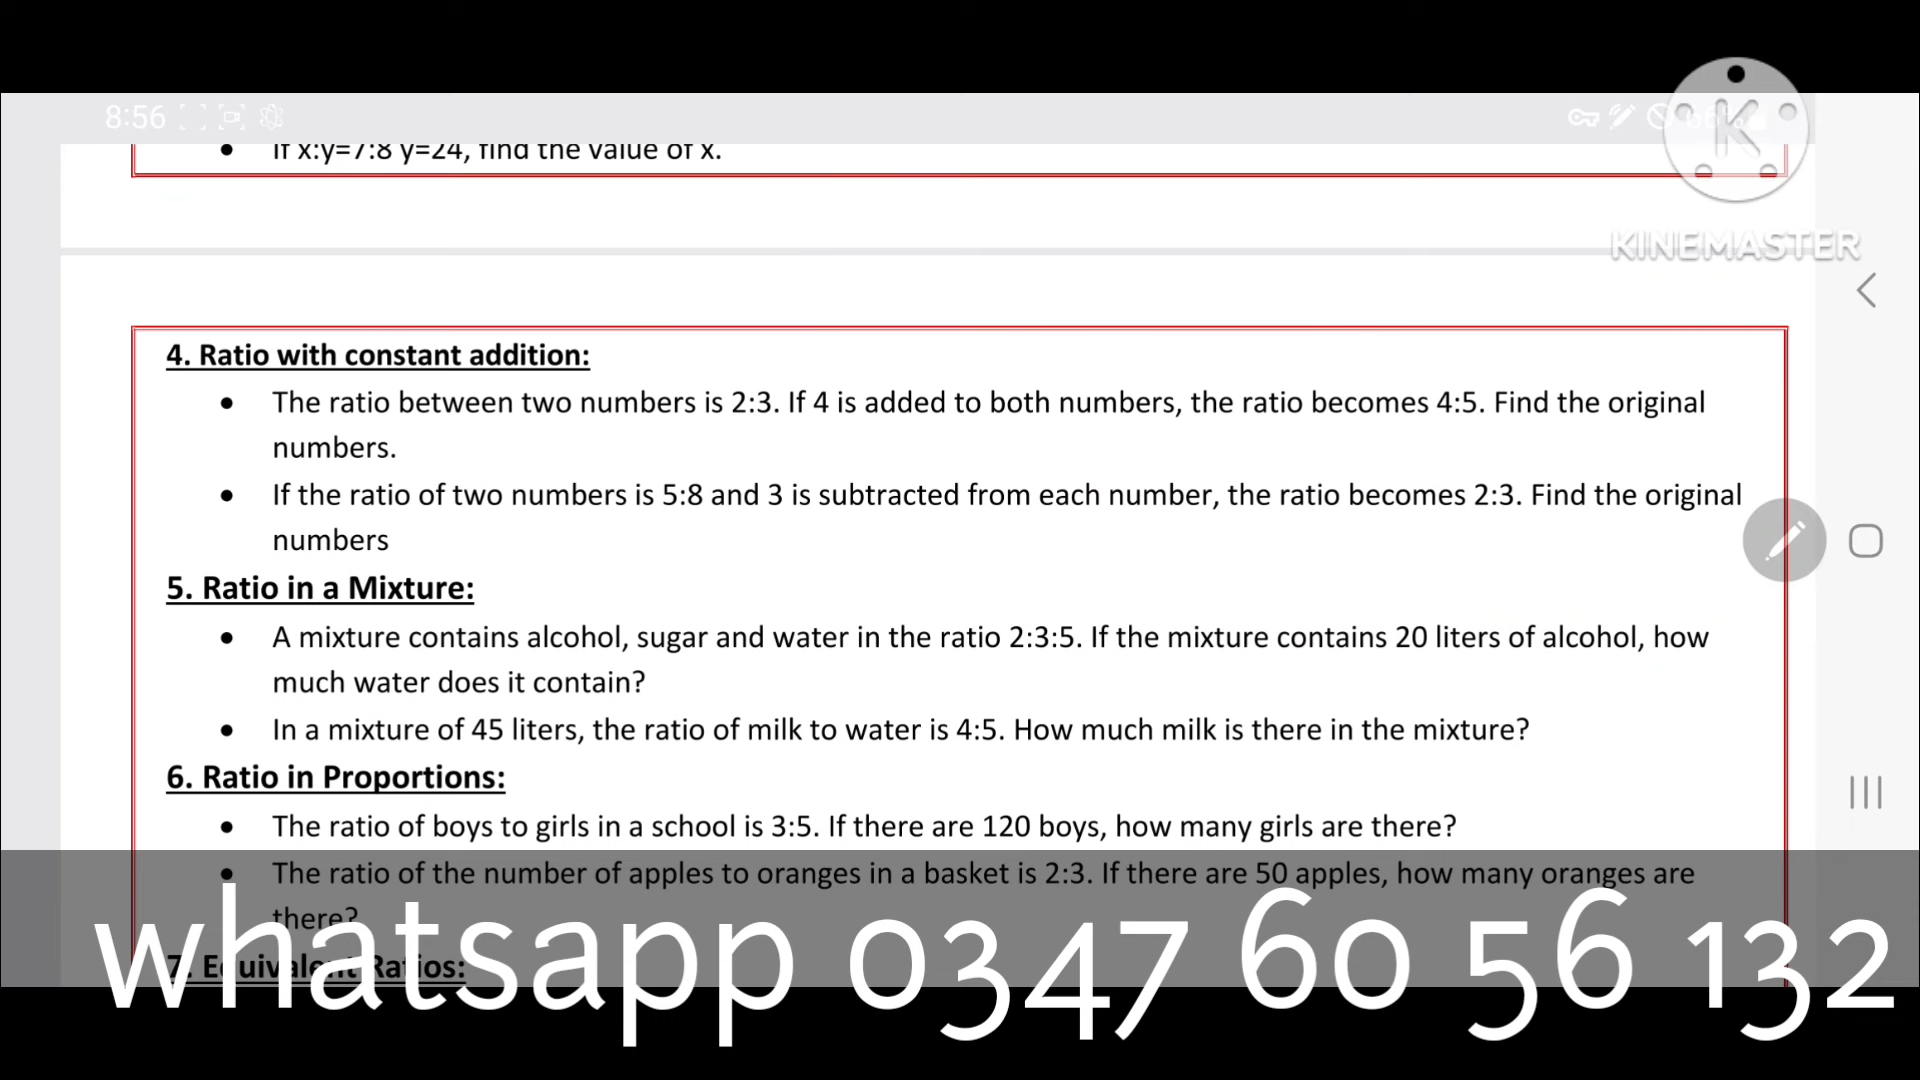 8:56
66%
If x:y=7:8 y=24, find the value of x.
K
KINEMASTER
4. Ratio with constant addition:
• The ratio between two numbers is 2:3. If 4 is added to both numbers, the ratio becomes 4:5. Find the original
numbers.
• If the ratio of two numbers is 5:8 and 3 is subtracted from each number, the ratio becomes 2:3. Find the original
numbers
5. Ratio in a Mixture:
• A mixture contains alcohol, sugar and water in the ratio 2:3:5. If the mixture contains 20 liters of alcohol, how
much water does it contain?
• In a mixture of 45 liters, the ratio of milk to water is 4:5. How much milk is there in the mixture?
6. Ratio in Proportions:
• The ratio of boys to girls in a school is 3:5. If there are 120 boys, how many girls are there?
• The ratio of the number of apples to oranges in a basket is 2:3. If there are 50 apples, how many oranges are
there?
7. Equivalent Ratios:
whatsapp 0347 60 56 132